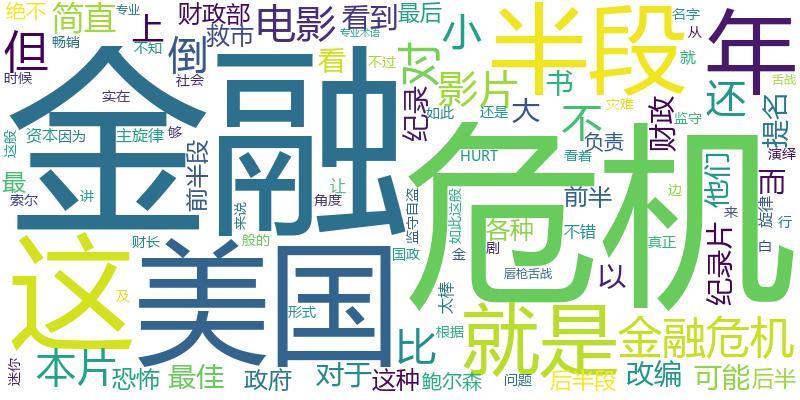 绝不
简直
专业
上
财政部
电影
看到
最后
半段
名字
从
年
但
畅销
不知
倒
救市
专业术语
对
小
就
舌战
时候
社会
看
不过
影片
书
灾难
还
金融
危机
实在
纪录
如此
还是
大
不
财政
监守
提名
这股
资本
因为
主旋律
够
HURT
看着
负责
演绎
最
前半段
让
监守自盗
如此这般
他们
而
索尔
讲
来说
角度
各种
前半
不错
边
旋律
来
这
美国
财长
般的
国政
金
剧
真正
由
行
及
形式
太棒
唇枪舌战
以
纪录片
就是
比
根据
金融危机
迷你
本片
恐怖
最佳
政府
对于
这种
鲍尔森
问题
后半段
改编
可能
后半